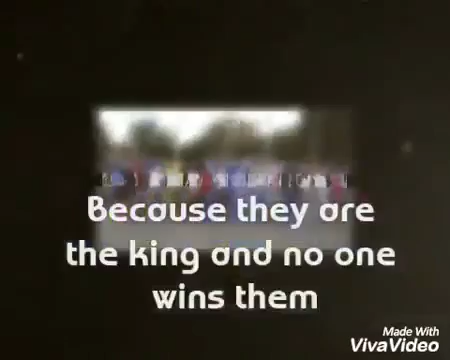 Because they are
the king and no one
wins them
Made With
VivaVideo